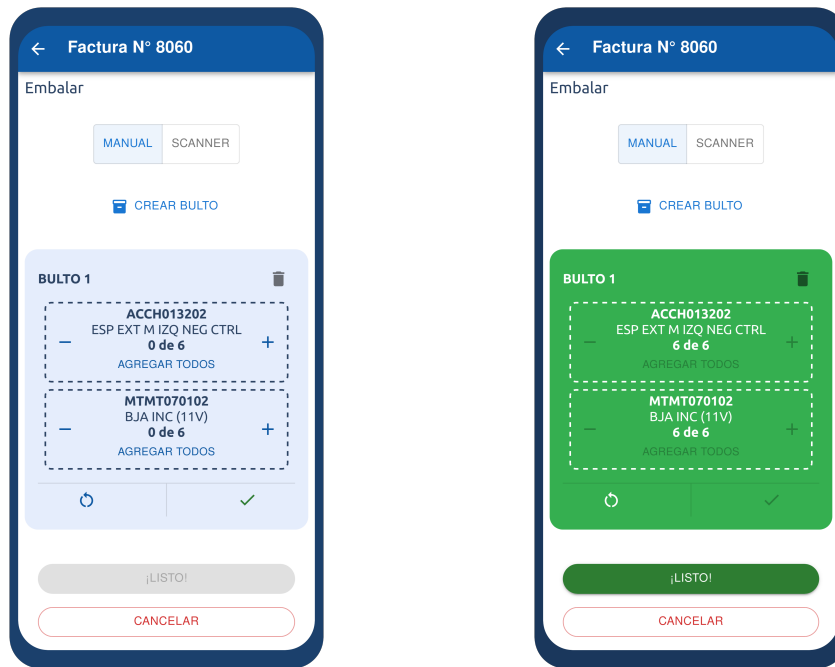 Factura N° 8060
Embalar
MANUAL
SCANNER
CREAR BULTO
BULTO 1
ACCH013202
ESP EXT M IZQ NEG CTRL
0 de 6
AGREGAR TODOS
MTMT070102
BJA INC (11V)
0 de 6
AGREGAR TODOS
¡LISTO!
CANCELAR
Factura N° 8060
Embalar
MANUAL
SCANNER
CREAR BULTO
BULTO 1
ACCH013202
ESP EXT M IZQ NEG CTRL
6 de 6
AGREGAR TODOS
MTMT070102
BJA INC (11V)
6 de 6
AGREGAR TODOS
¡LISTO!
CANCELAR